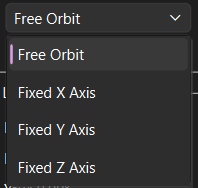 Free Orbit
Free Orbit
Fixed X Axis
Fixed Y Axis
Fixed Z Axis